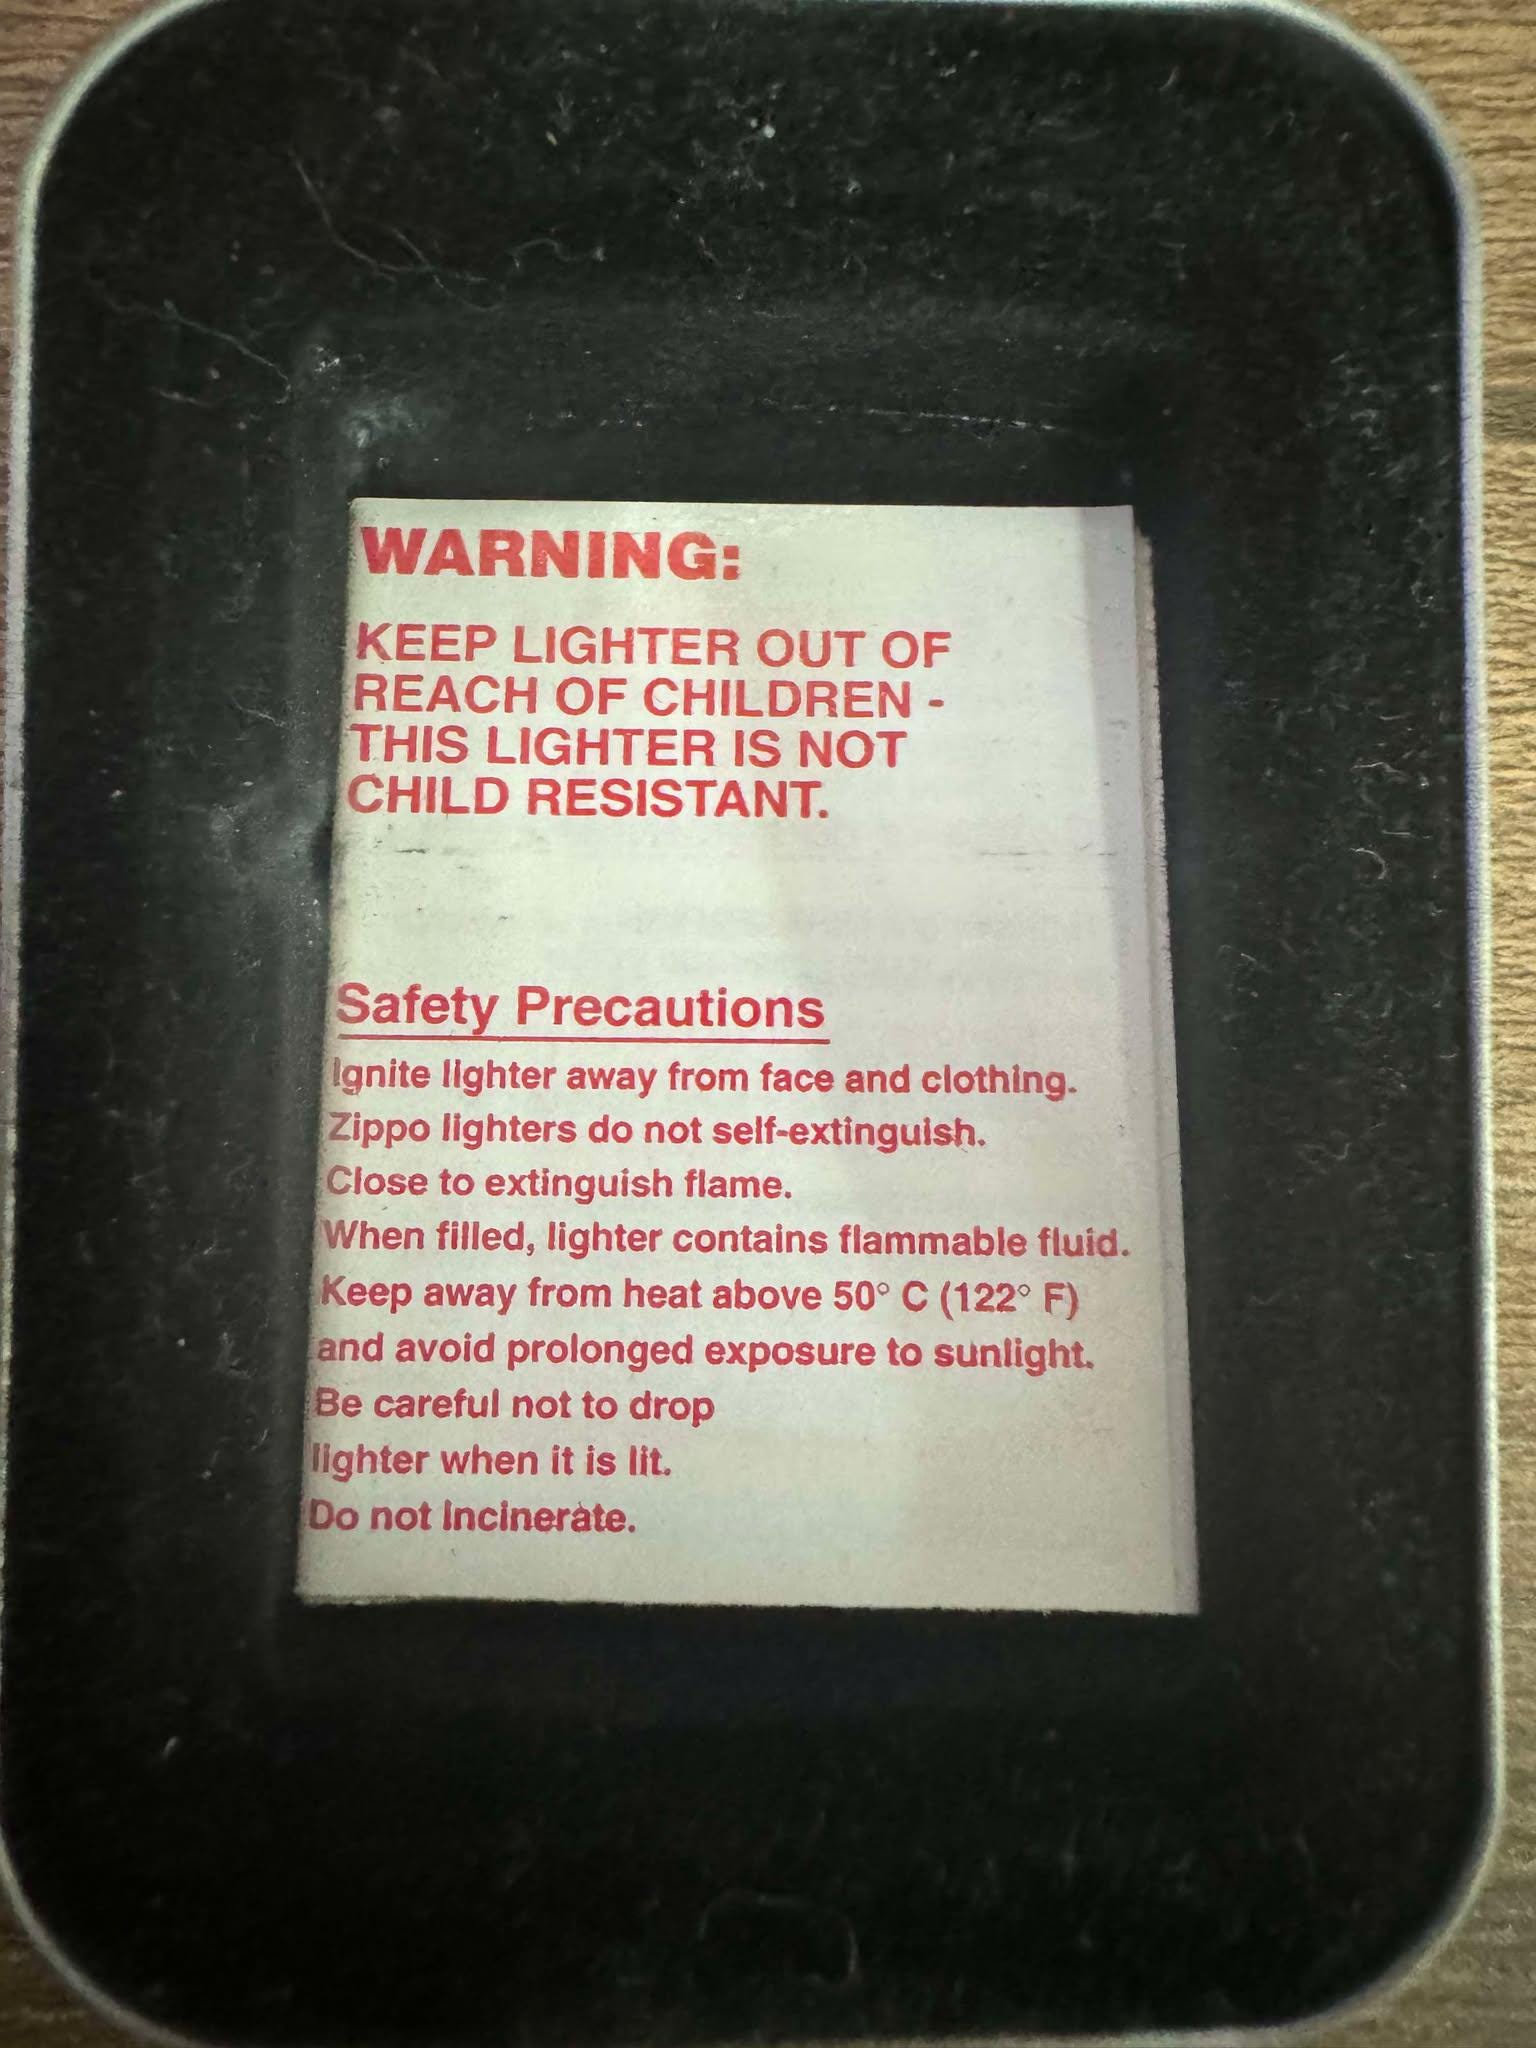 WARNING:
KEEP LIGHTER OUT OF
REACH OF CHILDREN -
THIS LIGHTER IS NOT
CHILD RESISTANT.
Safety Precautions
Ignite lighter away from face and clothing.
Zippo lighters do not self-extinguish.
Close to extinguish flame.
When filled, lighter contains flammable fluid.
Keep away from heat above 50° C (122° F)
and avoid prolonged exposure to sunlight.
Be careful not to drop
lighter when it is lit.
Do not Incinerate.